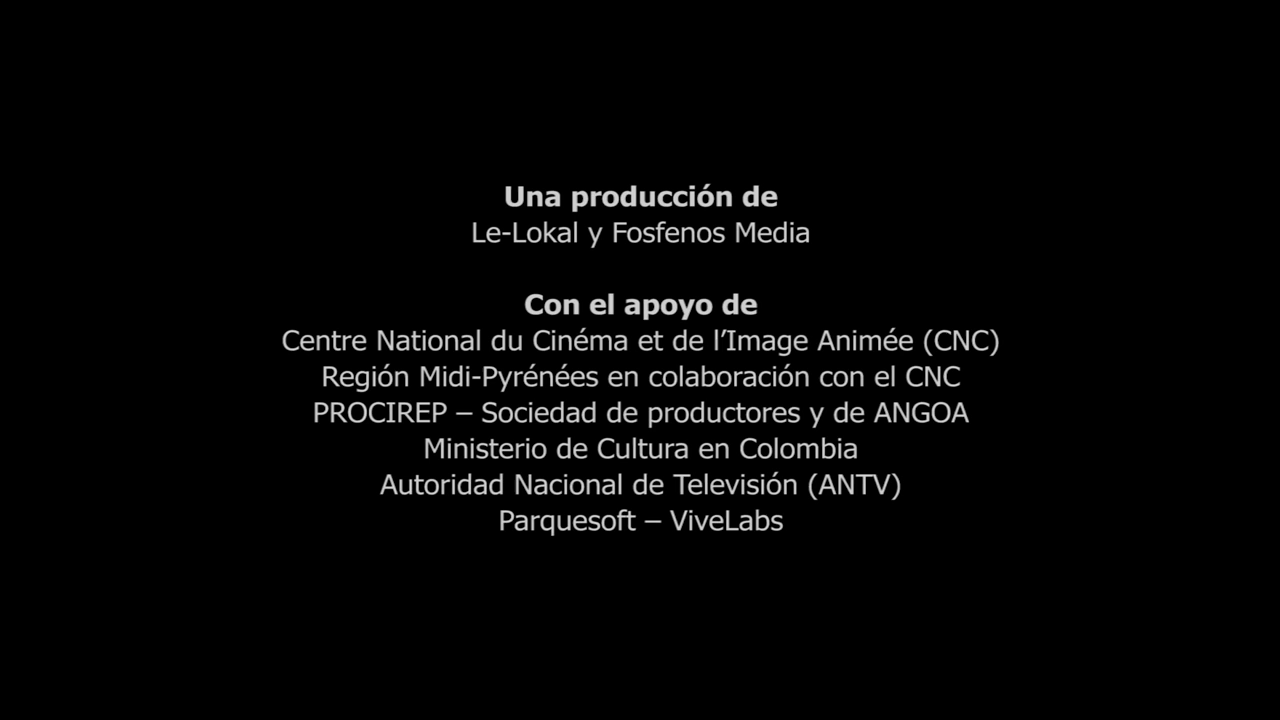 Una producción de
Le-Lokal y Fosfenos Media
Con el apoyo de
Centre National du Cinéma et de l’Image Animée (CNC)
Región Midi-Pyrénées en colaboración con el CNC
PROCIREP – Sociedad de productores y de ANGOA
Ministerio de Cultura en Colombia
Autoridad Nacional de Televisión (ANTV)
Parquesoft – ViveLabs